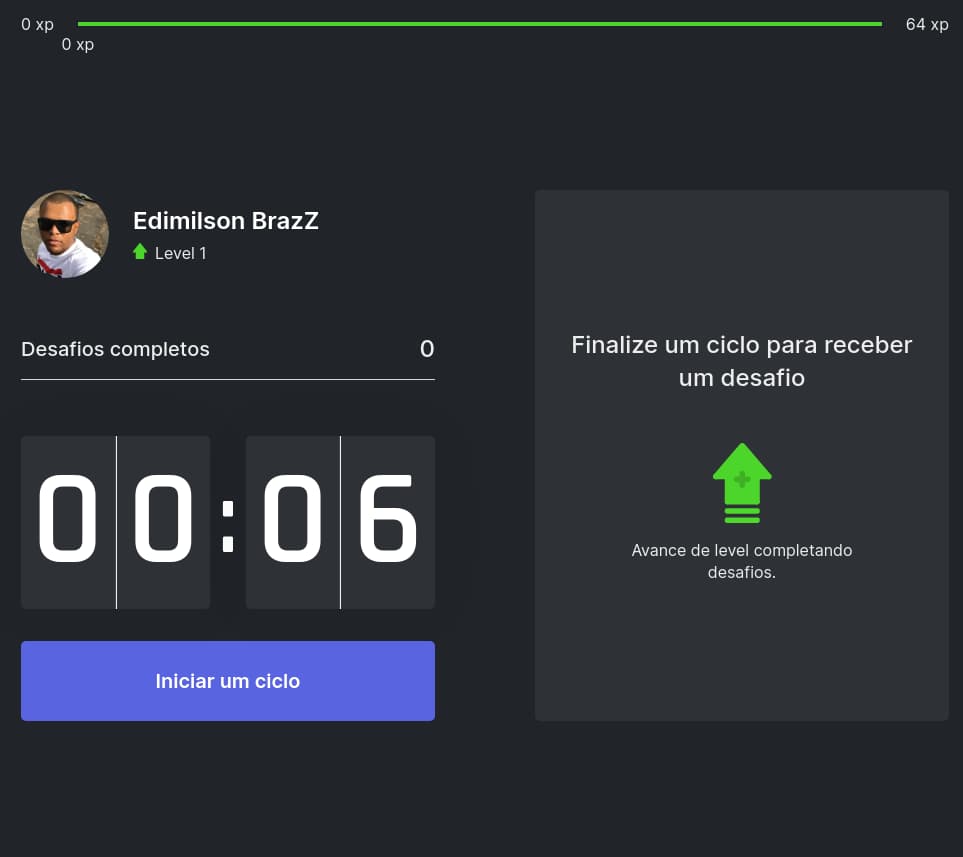 0 xp
64 xp
0 xp
Edimilson BrazZ
Level 1
Desafios completos
0
00:06
Iniciar um ciclo
Finalize um ciclo para receber
um desafio
Avance de level completando
desafios.